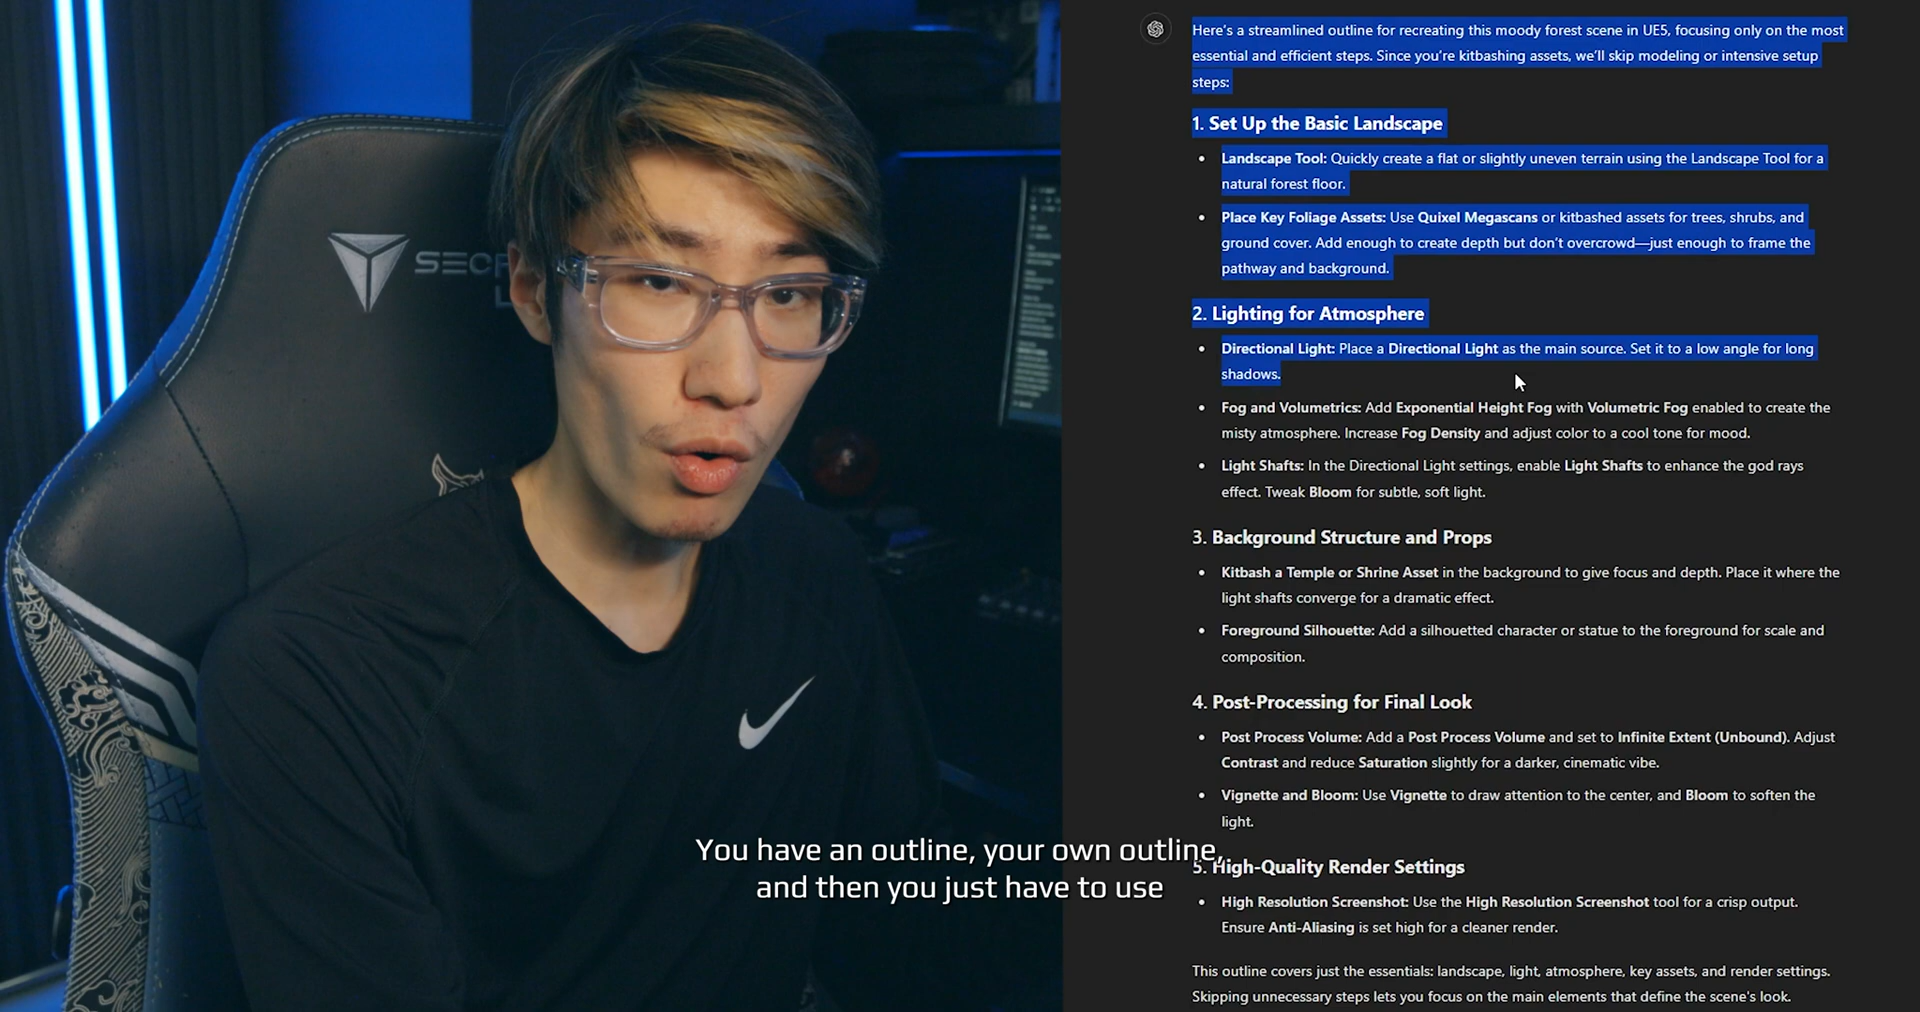 SECR
L
Here's a streamlined outline for recreating this moody forest scene in UE5, focusing only on the most
essential and efficient steps. Since you're kitbashing assets, we'll skip modeling or intensive setup
steps:
1. Set Up the Basic Landscape
• Landscape Tool: Quickly create a flat or slightly uneven terrain using the Landscape Tool for a
natural forest floor.
• Place Key Foliage Assets: Use Quixel Megascans or kitbashed assets for trees, shrubs, and
ground cover. Add enough to create depth but don't overcrowd—just enough to frame the
pathway and background.
2. Lighting for Atmosphere
• Directional Light: Place a Directional Light as the main source. Set it to a low angle for long
shadows.
• Fog and Volumetrics: Add Exponential Height Fog with Volumetric Fog enabled to create the
misty atmosphere. Increase Fog Density and adjust color to a cool tone for mood.
• Light Shafts: In the Directional Light settings, enable Light Shafts to enhance the god rays
effect. Tweak Bloom for subtle, soft light.
3. Background Structure and Props
• Kitbash a Temple or Shrine Asset in the background to give focus and depth. Place it where the
light shafts converge for a dramatic effect.
• Foreground Silhouette: Add a silhouetted character or statue to the foreground for scale and
composition.
4. Post-Processing for Final Look
• Post Process Volume: Add a Post Process Volume and set to Infinite Extent (Unbound). Adjust
Contrast and reduce Saturation slightly for a darker, cinematic vibe.
• Vignette and Bloom: Use Vignette to draw attention to the center, and Bloom to soften the
light.
5. High-Quality Render Settings
• High Resolution Screenshot: Use the High Resolution Screenshot tool for a crisp output.
Ensure Anti-Aliasing is set high for a cleaner render.
This outline covers just the essentials: landscape, light, atmosphere, key assets, and render settings.
Skipping unnecessary steps lets you focus on the main elements that define the scene's look.
You have an outline, your own outline,
and then you just have to use